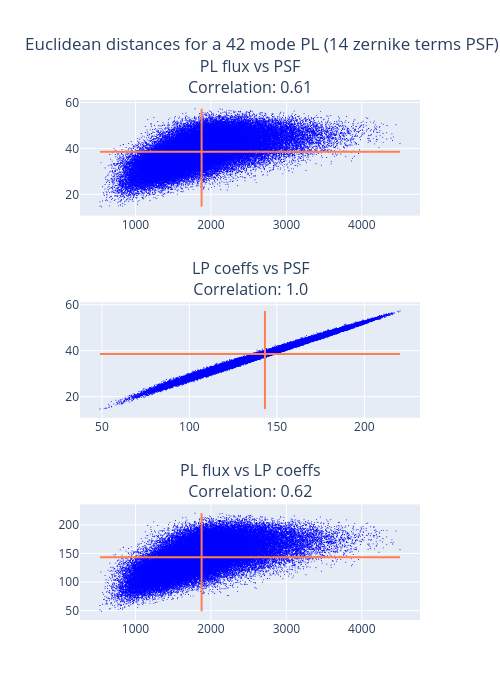 Euclidean distances for a 42 mode PL (14 zernike terms PSF)
PL flux vs PSF
Correlation: 0.61
60
40
20
1000 2000 3000 4000
LP coeffs vs PSF
Correlation: 1.0
60
40
20
50 100 150 200
PL flux vs LP coeffs
Correlation: 0.62
200
150
100
50
1000 2000 3000 4000